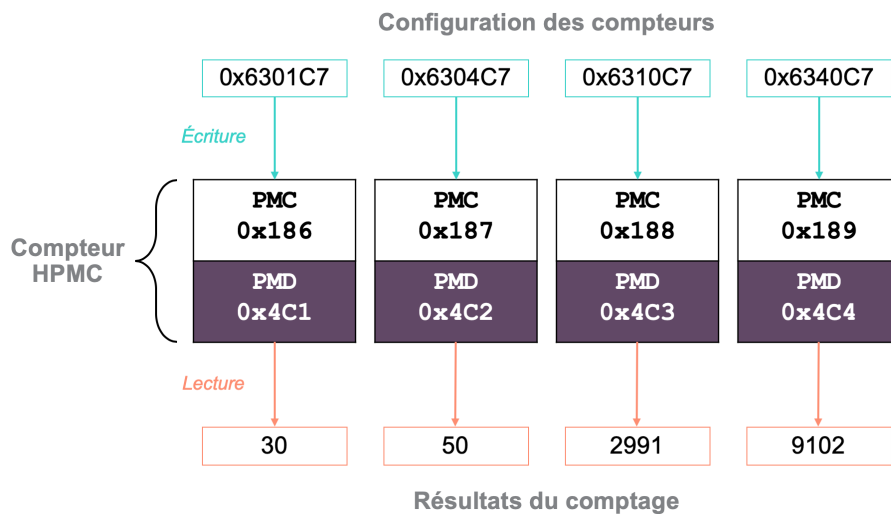 Configuration des compteurs
0x6301C7 0x6304C7 0x6310C7 0x6340C7
Écriture
PMC PMC PMC PMC
0x186 0x187 0x188 0x189
Compteur
HPMC
PMD PMD PMD PMD
0x4C1 0x4C2 0x4C3 0x4C4
Lecture
30 50 2991 9102
Résultats du comptage